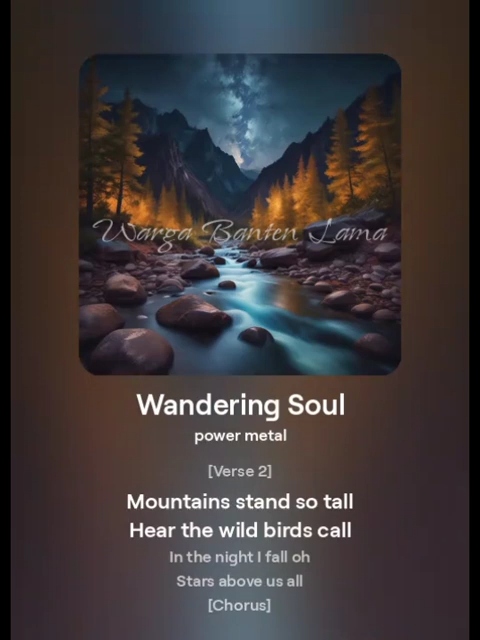 Warga Banten Lama
Wandering Soul
power metal
[Verse 2]
Mountains stand so tall
Hear the wild birds call
In the night I fall oh
Stars above us all
[Chorus]